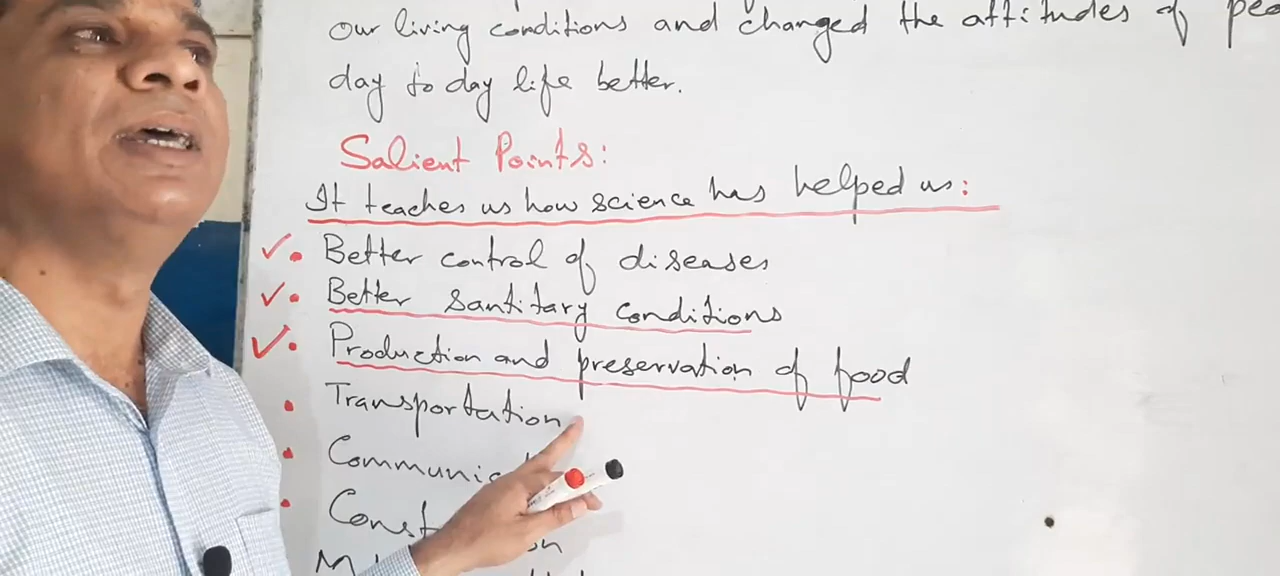 our living conditions and changed the attitudes of
day to day life better.
Salient Points:
It teaches us how science has helped us:
Better control of diseases
Better santitary conditions
Production and preservation of food
Transportation